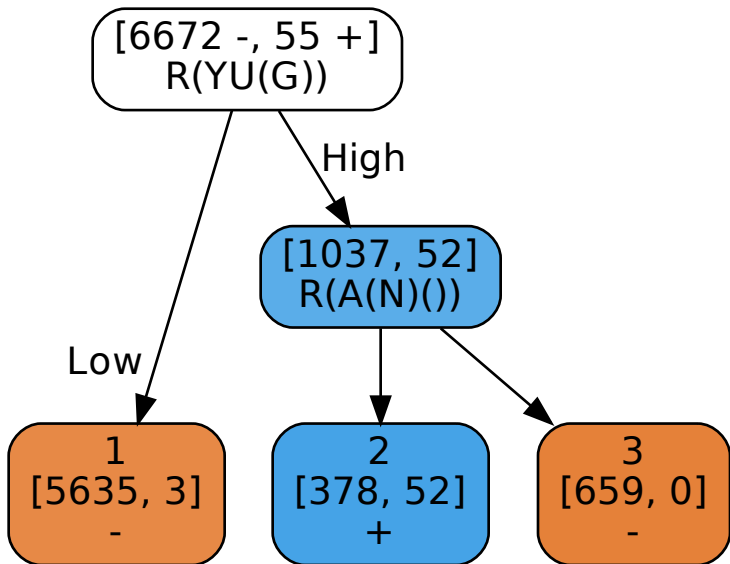 [6672 -, 55 +]
R(YU(G))
High
[1037, 52]
R(A(N)())
Low
1
[5635, 3]
-
2
[378, 52]
+
3
[659, 0]
-